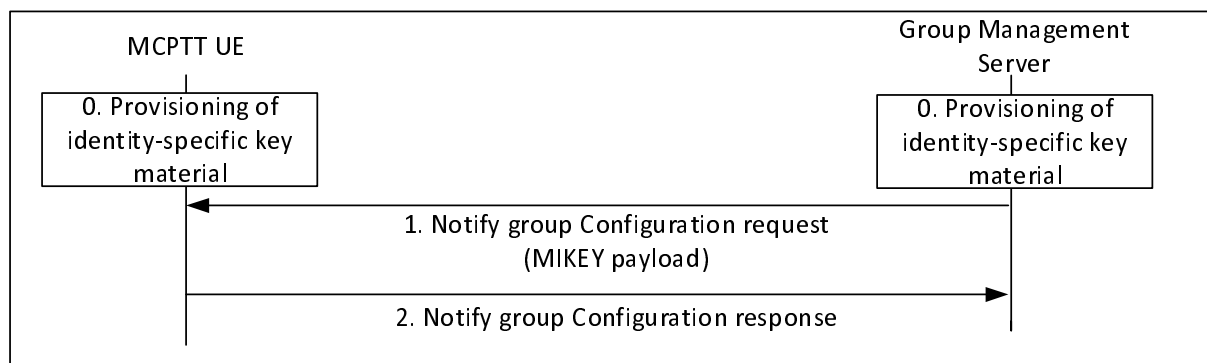 MCPTT UE
Group Management
Server
0. Provisioning of
identity-specific key
material
0. Provisioning of
identity-specific key
material
1. Notify group Configuration request
(MIKEY payload)
2. Notify group Configuration response